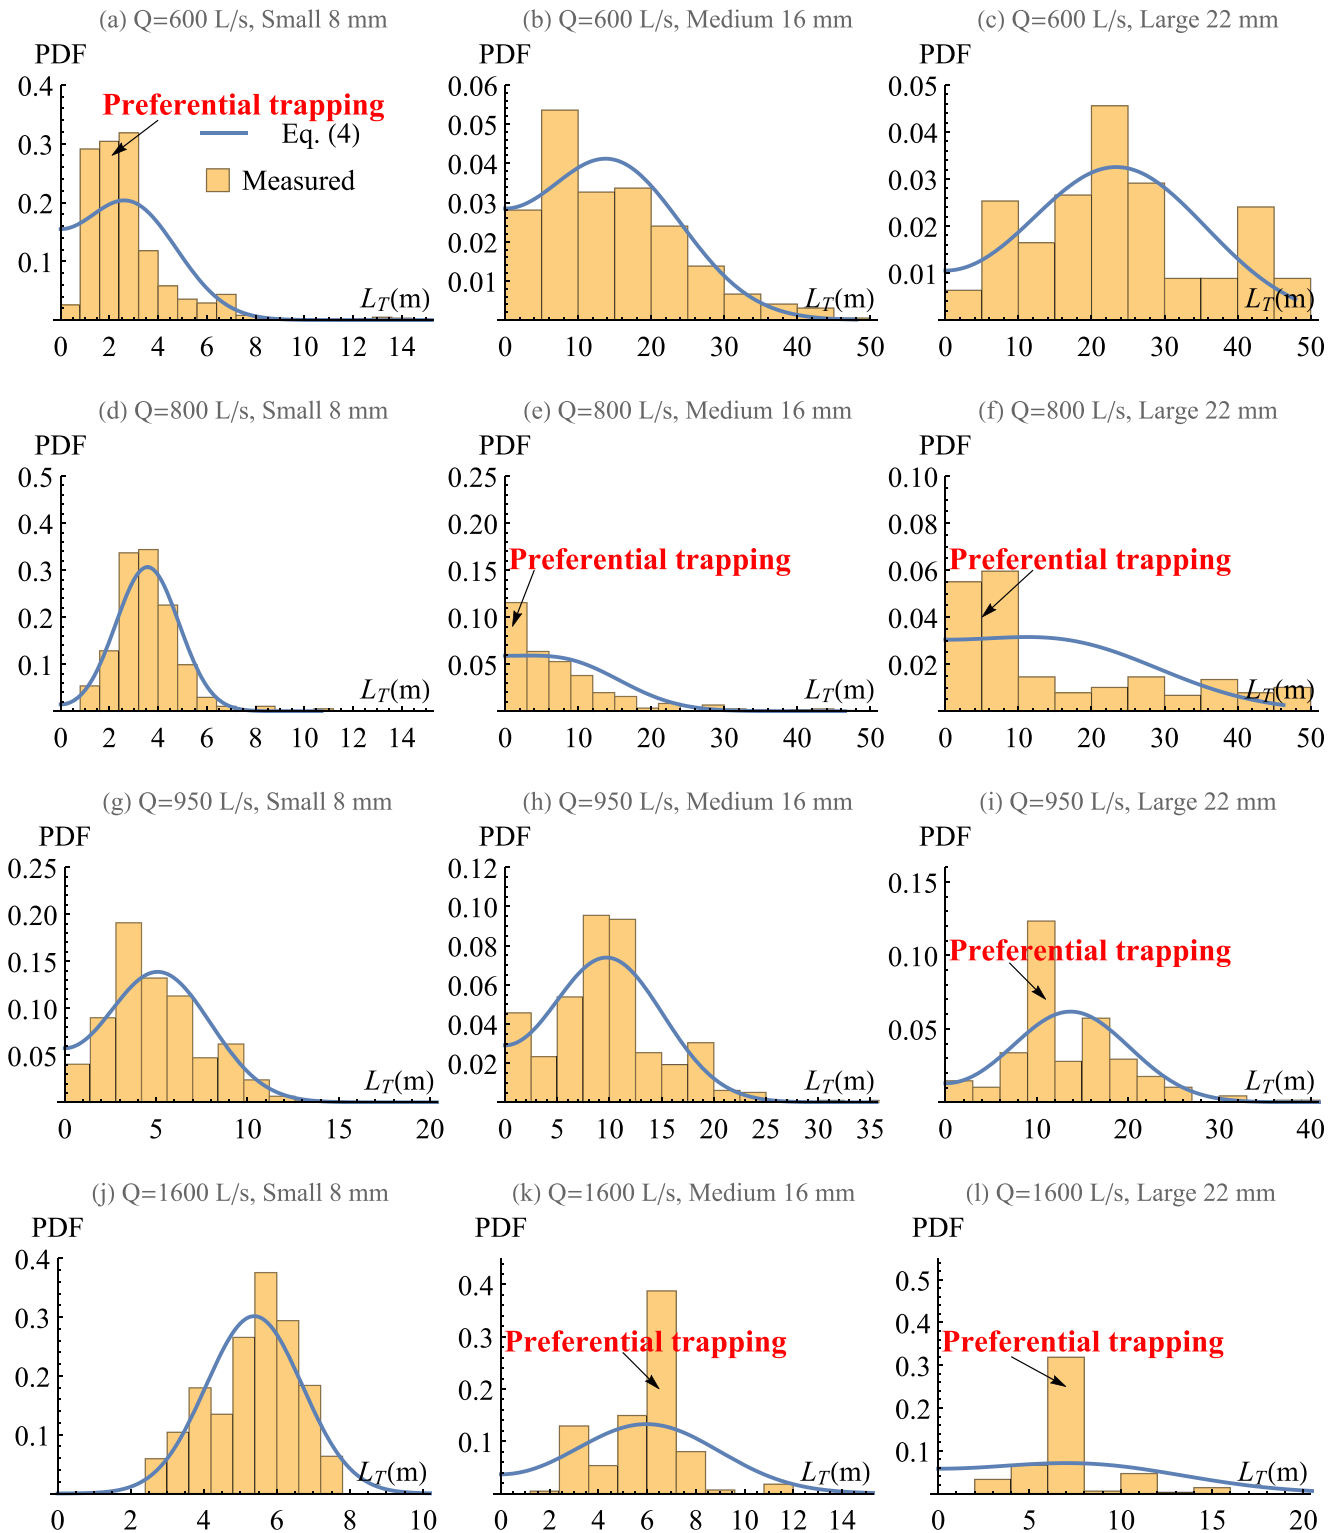 (a) Q=600 L/s, Small 8 mm
PDF
0.4
0.3
0.2
0.1
Preferential trapping
Eq. (4)
Measured
L_T(m)
0 2 4 6 8 10 12 14
(b) Q=600 L/s, Medium 16 mm
PDF
0.06
0.05
0.04
0.03
0.02
0.01
0 10 20 30 40 50
(c) Q=600 L/s, Large 22 mm
PDF
0.05
0.04
0.03
0.02
0.01
L_T(m)
0 10 20 30 40 50
(d) Q=800 L/s, Small 8 mm
PDF
0.5
0.4
0.3
0.2
0.1
L_T(m)
0 2 4 6 8 10 12 14
(e) Q=800 L/s, Medium 16 mm
PDF
0.25
0.20
0.15
0.10
0.05
Preferential trapping
L_T(m)
0 10 20 30 40 50
(f) Q=800 L/s, Large 22 mm
PDF
0.10
0.08
0.06
0.04
0.02
Preferential trapping
L_T(m)
0 10 20 30 40 50
(g) Q=950 L/s, Small 8 mm
PDF
0.25
0.20
0.15
0.10
0.05
L_T(m)
0 5 10 15 20
(h) Q=950 L/s, Medium 16 mm
PDF
0.12
0.10
0.08
0.06
0.04
0.02
L_T(m)
0 5 10 15 20 25 30 35
(i) Q=950 L/s, Large 22 mm
PDF
0.15
0.10
0.05
Preferential trapping
L_T(m)
0 10 20 30 40
(j) Q=1600 L/s, Small 8 mm
PDF
0.4
0.3
0.2
0.1
L_T(m)
0 2 4 6 8 10
(k) Q=1600 L/s, Medium 16 mm
PDF
0.4
0.3
0.2
0.1
Preferential trapping
L_T(m)
0 2 4 6 8 10 12 14
(l) Q=1600 L/s, Large 22 mm
PDF
0.5
0.4
0.3
0.2
0.1
Preferential trapping
L_T(m)
0 5 10 15 20